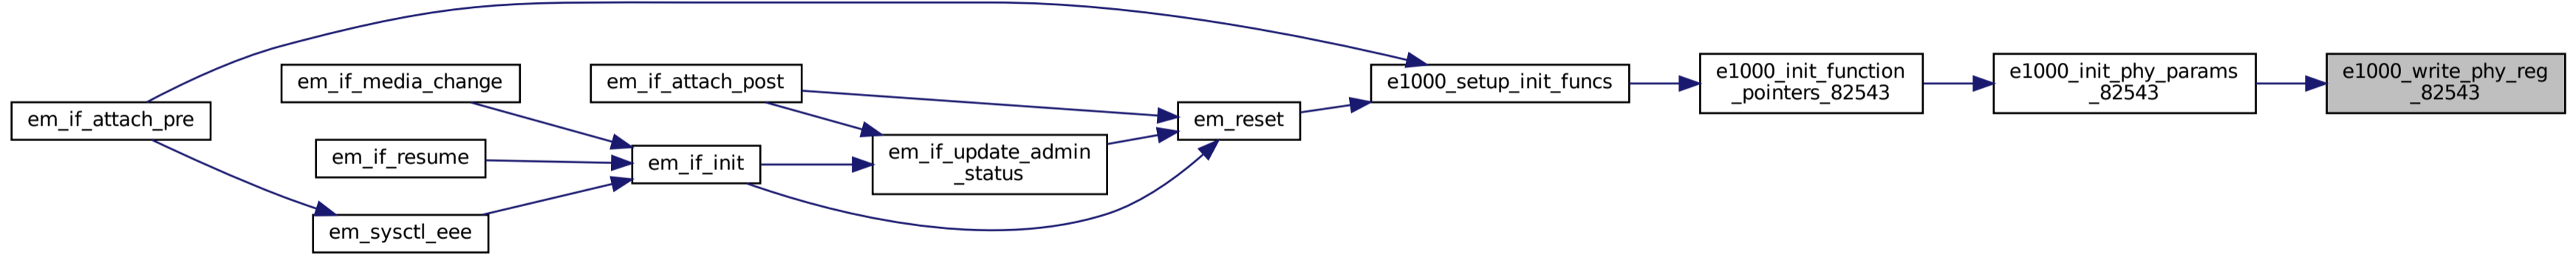 em_if_attach_pre
em_if_media_change
em_if_resume
em_sysctl_eee
em_if_attach_post
em_if_init
em_if_update_admin
_status
em_reset
e1000_setup_init_funcs
e1000_init_function
_pointers_82543
e1000_init_phy_params
_82543
e1000_write_phy_reg
_82543